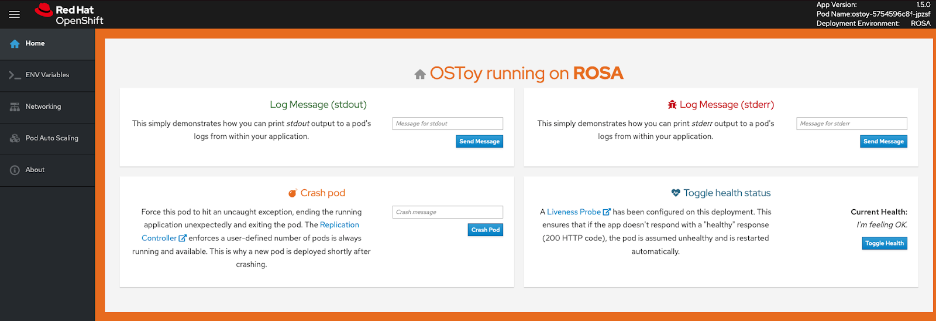 Red Hat
OpenShift
App Version: 1.5.0
Pod Name:ostoy-5754596c8f-jpzsf
Deployment Environment: ROSA
Home
ENV Variables
Networking
Pod Auto Scaling
About
OSToy running on ROSA
Log Message (stdout)
This simply demonstrates how you can print stdout output to a pod's
logs from within your application.
Message for stdout
Send Message
Log Message (stderr)
This simply demonstrates how you can print stderr output to a pod's
logs from within your application.
Message for stderr
Send Message
Crash pod
Force this pod to hit an uncaught exception, ending the running
application unexpectedly and exiting the pod. The Replication
Controller enforces a user-defined number of pods is always
running and available. This is why a new pod is deployed shortly after
crashing.
Crash message
Crash Pod
Toggle health status
A Liveness Probe has been configured on this deployment. This
ensures that if the app doesn't respond with a "healthy" response
(200 HTTP code), the pod is assumed unhealthy and is restarted
automatically.
Current Health:
I'm feeling OK.
Toggle Health